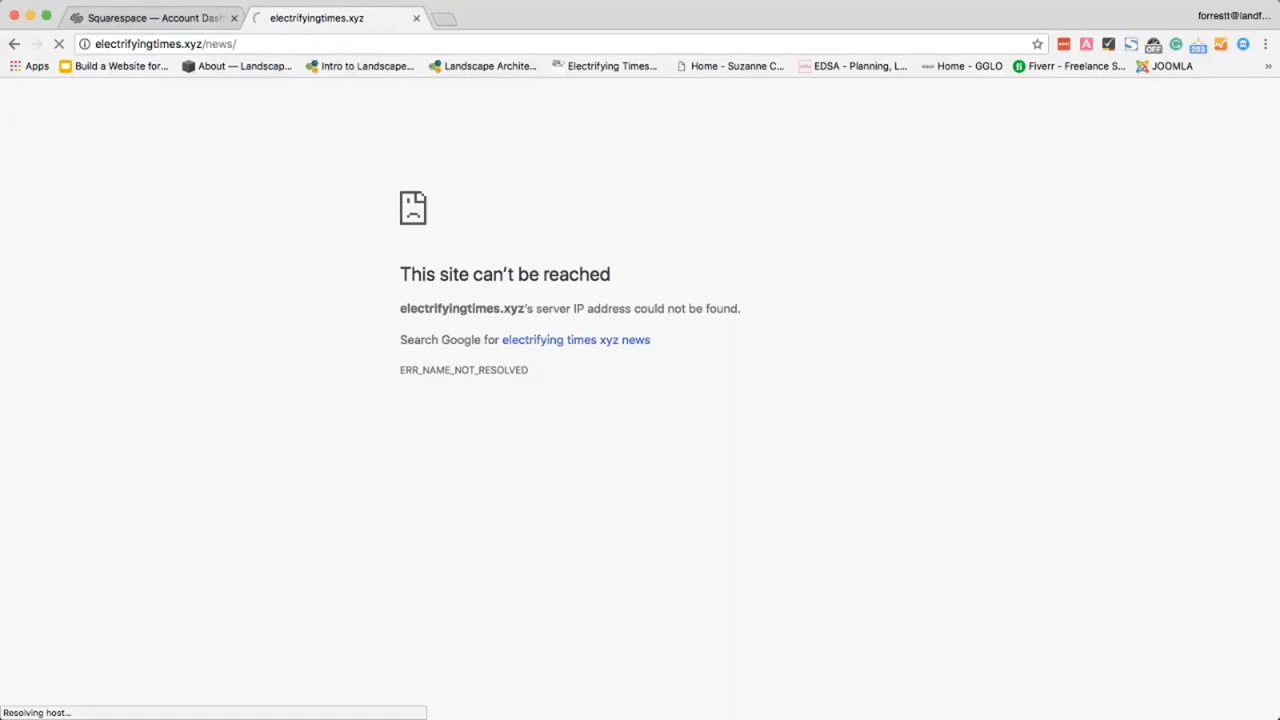 Squarespace — Account Dash
electrifyingtimes.xyz
forrestt@landf...
electrifyingtimes.xyz/news/
OFF
203
Apps
Build a Website for...
About — Landscap...
Intro to Landscape...
Landscape Archite...
Electrifying Times...
Home - Suzanne C...
EDSA - Planning, L...
Home - GGLO
Fiverr - Freelance S...
JOOMLA
»
This site can't be reached
electrifyingtimes.xyz's server IP address could not be found.
Search Google for electrifying times xyz news
ERR_NAME_NOT_RESOLVED
Resolving host...